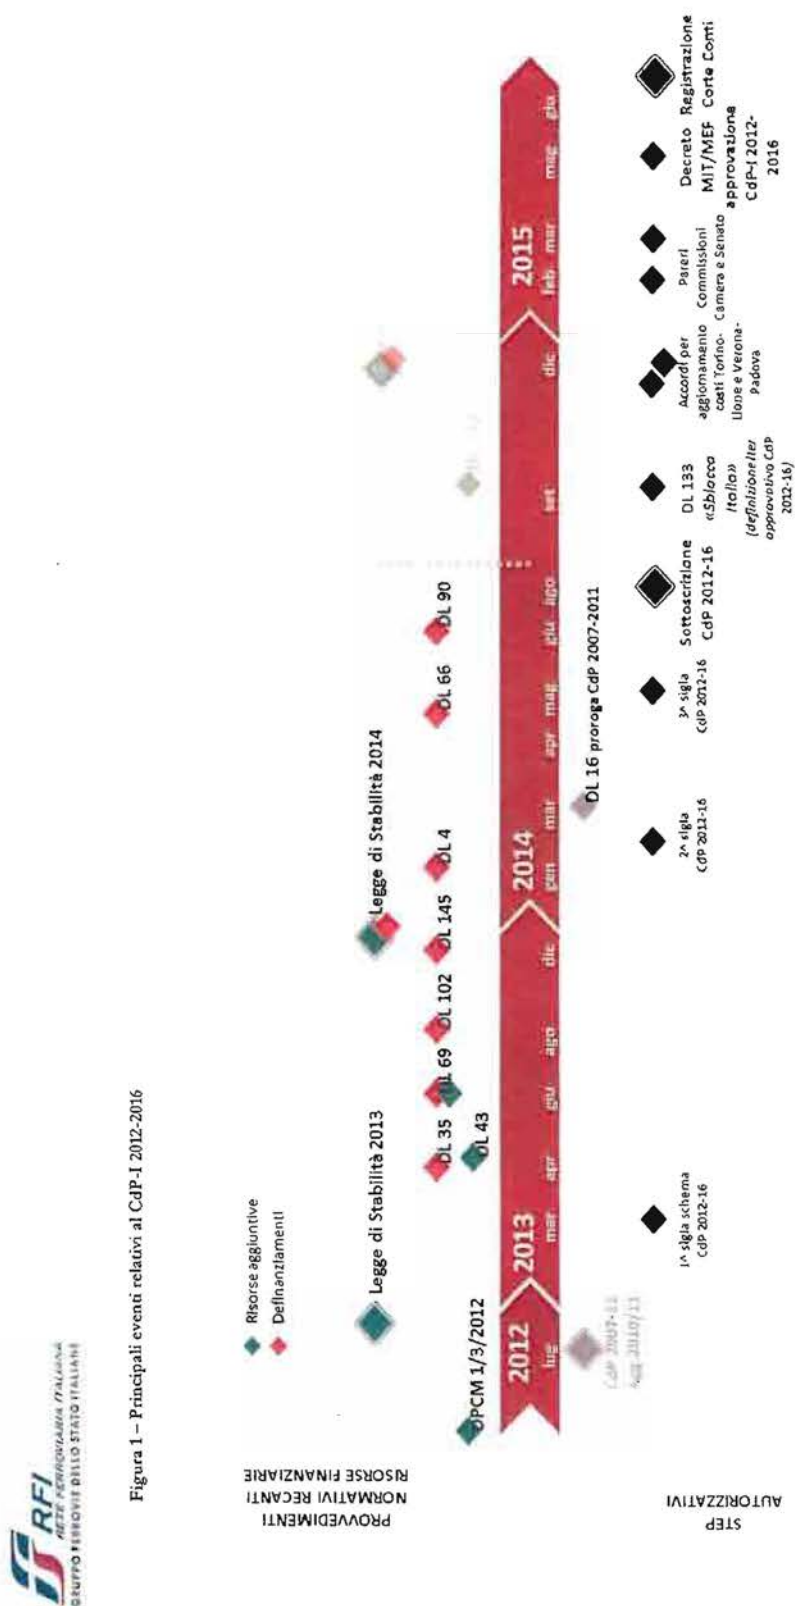 RFI
RETE FERROVIARIA ITALIANA
GRUPPO FERROVIE DELLO STATO ITALIANE
Figura 1 – Principali eventi relativi al CdP-I 2012-2016
Risorse aggiuntive
Definanziamenti
PROVVEDIMENTI
NORMATIVI RECANTI
RISORSE FINANZIARIE
Legge di Stabilità 2013
Legge di Stabilità 2014
DL 35
DL 69
DL 102
DL 145
DL 4
DL 66
DL 90
DPCM 1/3/2012
DL 43
2012
2013
2014
2015
lug
mar
apr
giu
ago
dic
gen
mar
apr
mag
giu
ago
set
dic
feb
mar
mag
giu
CdP 2007-11
Agg 2010/11
DL 16 proroga CdP 2007-2011
STEP
AUTORIZZATIVI
1^ sigla schema
CdP 2012-16
2^ sigla
CdP 2012-16
3^ sigla
CdP 2012-16
Sottoscrizione
CdP 2012-16
DL 133
«Sblocca
Italia»
(definizione iter
approvativo CdP
2012-16)
Accordi per
aggiornamento
costi Torino-
Lione e Verona-
Padova
Pareri
Commissioni
Camera e Senato
Decreto
MIT/MEF
approvazione
CdP-I 2012-
2016
Registrazione
Corte Conti